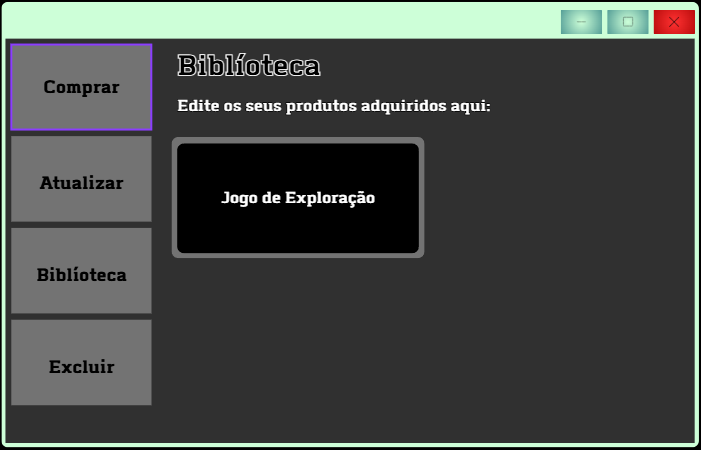 Biblíoteca
Edite os seus produtos adquiridos aqui:
Comprar
Atualizar
Biblíoteca
Excluir
Jogo de Exploração